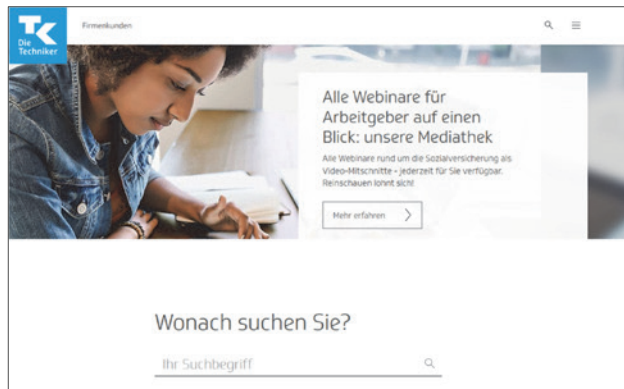 TK
Die
Techniker
Firmenkunden
Alle Webinare für
Arbeitgeber auf einen
Blick: unsere Mediathek
Alle Webinare rund um die Sozialversicherung als
Video-Mitschnitte - jederzeit für Sie verfügbar.
Reinschauen lohnt sich!
Mehr erfahren
Wonach suchen Sie?
Ihr Suchbegriff